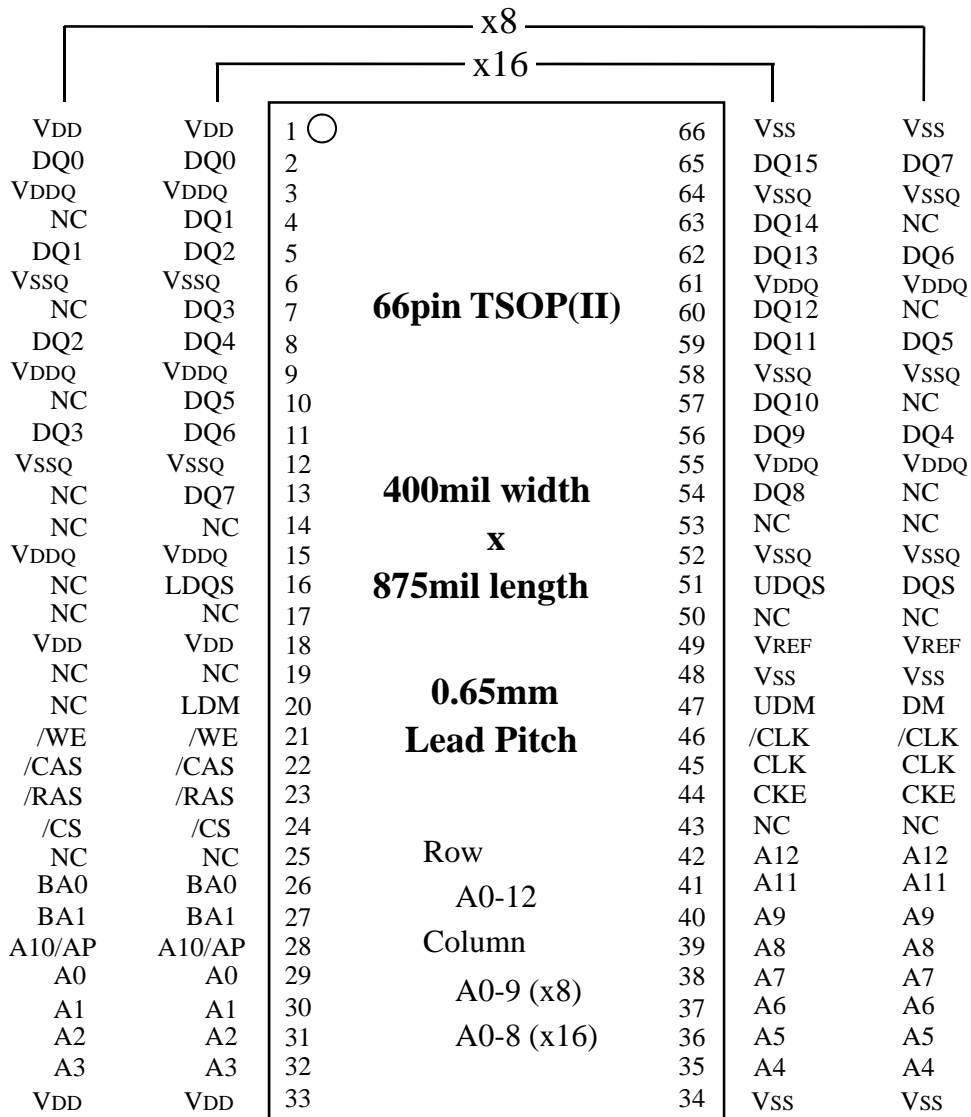 x8
x16
VDD VDD 1 66 VSS VSS
DQ0 DQ0 2 65 DQ15 DQ7
VDDQ VDDQ 3 64 VSSQ VSSQ
NC DQ1 4 63 DQ14 NC
DQ1 DQ2 5 62 DQ13 DQ6
VSSQ VSSQ 6 61 VDDQ VDDQ
NC DQ3 7 66pin TSOP(II) 60 DQ12 NC
DQ2 DQ4 8 59 DQ11 DQ5
VDDQ VDDQ 9 58 VSSQ VSSQ
NC DQ5 10 57 DQ10 NC
DQ3 DQ6 11 56 DQ9 DQ4
VSSQ VSSQ 12 55 VDDQ VDDQ
NC DQ7 13 400mil width 54 DQ8 NC
NC NC 14 x 53 NC NC
VDDQ VDDQ 15 52 VSSQ VSSQ
NC LDQS 16 875mil length 51 UDQS DQS
NC NC 17 50 NC NC
VDD VDD 18 49 VREF VREF
NC NC 19 0.65mm 48 VSS VSS
NC LDM 20 47 UDM DM
/WE /WE 21 Lead Pitch 46 /CLK /CLK
/CAS /CAS 22 45 CLK CLK
/RAS /RAS 23 44 CKE CKE
/CS /CS 24 43 NC NC
NC NC 25 Row 42 A12 A12
BA0 BA0 26 A0-12 41 A11 A11
BA1 BA1 27 40 A9 A9
A10/AP A10/AP 28 Column 39 A8 A8
A0 A0 29 A0-9 (x8) 38 A7 A7
A1 A1 30 37 A6 A6
A2 A2 31 A0-8 (x16) 36 A5 A5
A3 A3 32 35 A4 A4
VDD VDD 33 34 VSS VSS